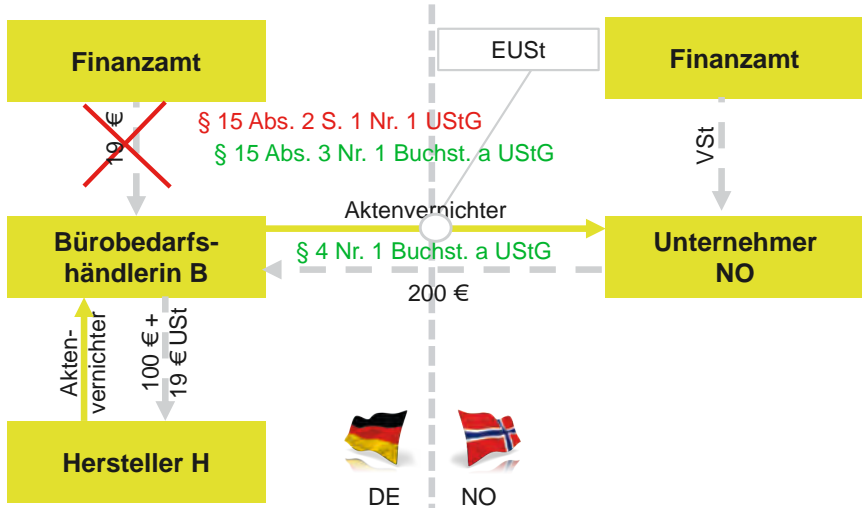 Finanzamt
EUSt
Finanzamt
19 €
§ 15 Abs. 2 S. 1 Nr. 1 UStG
§ 15 Abs. 3 Nr. 1 Buchst. a UStG
VSt
Bürobedarfs-
händlerin B
Aktenvernichter
§ 4 Nr. 1 Buchst. a UStG
200 €
Unternehmer
NO
Akten-
vernichter
100 € +
19 € USt
Hersteller H
DE
NO